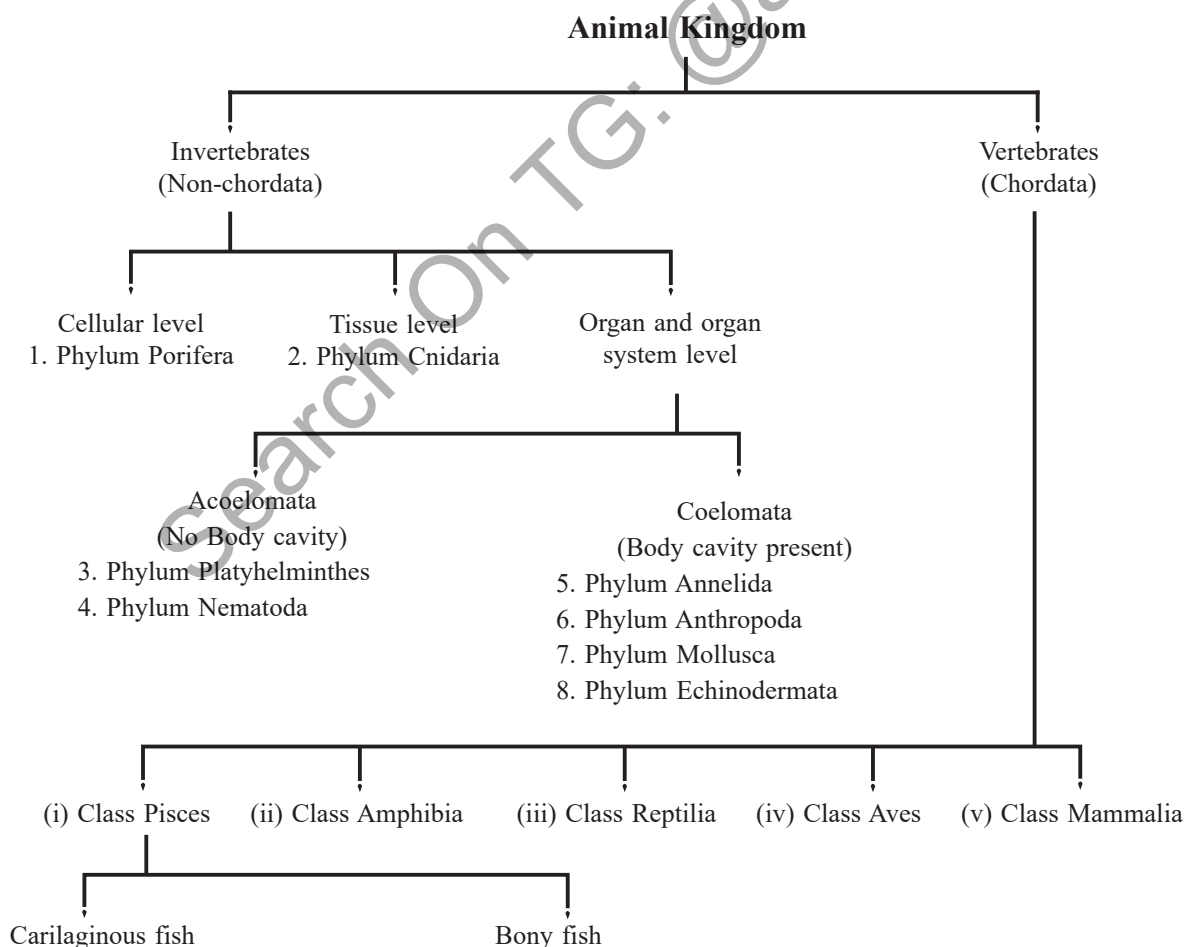 Animal Kingdom
Invertebrates
(Non-chordata)
Vertebrates
(Chordata)
Cellular level
1. Phylum Porifera
Tissue level
2. Phylum Cnidaria
Organ and organ
system level
Acoelomata
(No Body cavity)
3. Phylum Platyhelminthes
4. Phylum Nematoda
Coelomata
(Body cavity present)
5. Phylum Annelida
6. Phylum Anthropoda
7. Phylum Mollusca
8. Phylum Echinodermata
(i) Class Pisces
(ii) Class Amphibia
(iii) Class Reptilia
(iv) Class Aves
(v) Class Mammalia
Carilaginous fish
Bony fish
Search On TG: